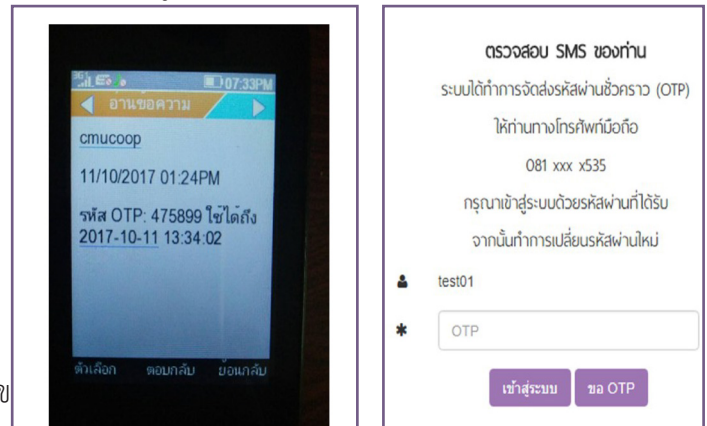 3G 07:33PM
อ่านข้อความ
cmucoop
11/10/2017 01:24PM
รหัส OTP: 475899 ใช้ได้ถึง
2017-10-11 13:34:02
ตัวเลือก ตอบกลับ ย้อนกลับ
ข
ตรวจสอบ SMS ของท่าน
ระบบได้ทำการจัดส่งรหัสผ่านชั่วคราว (OTP)
ให้ท่านทางโทรศัพท์มือถือ
081 xxx x535
กรุณาเข้าสู่ระบบด้วยรหัสผ่านที่ได้รับ
จากนั้นทำการเปลี่ยนรหัสผ่านใหม่
test01
OTP
เข้าสู่ระบบ ขอ OTP